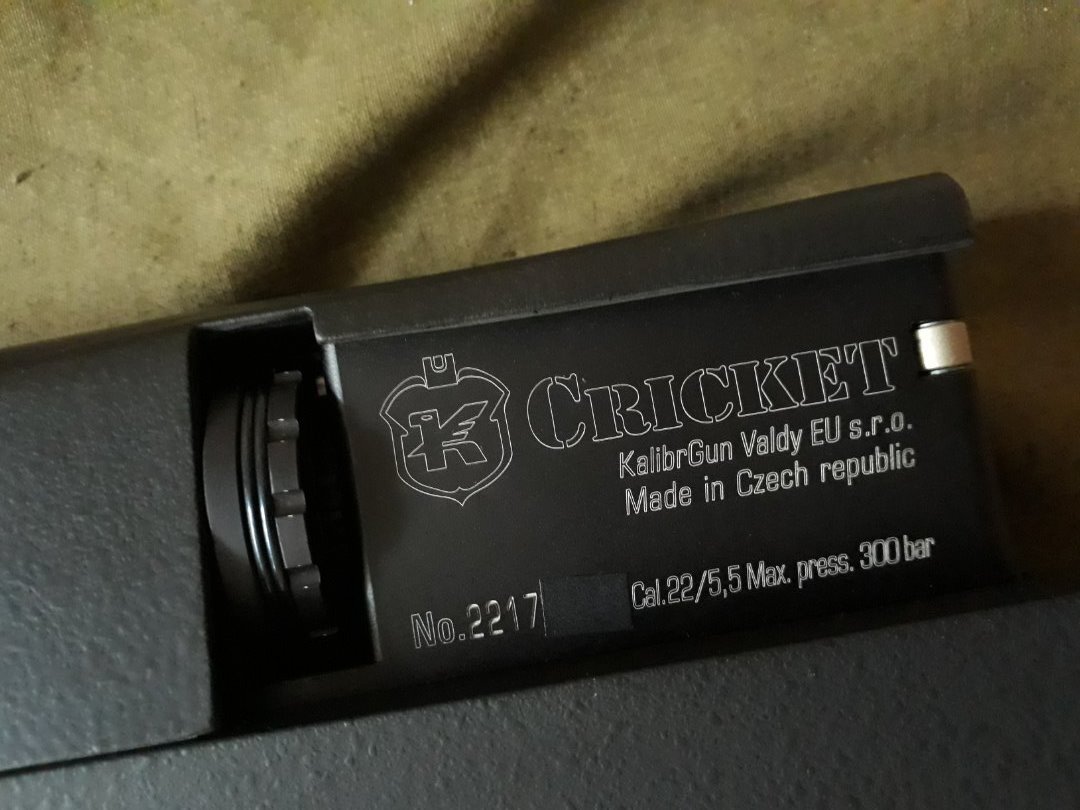 K
CRICKET
KalibrGun Valdy EU s.r.o.
Made in Czech republic
No.2217 Cal.22/5,5 Max. press. 300 bar